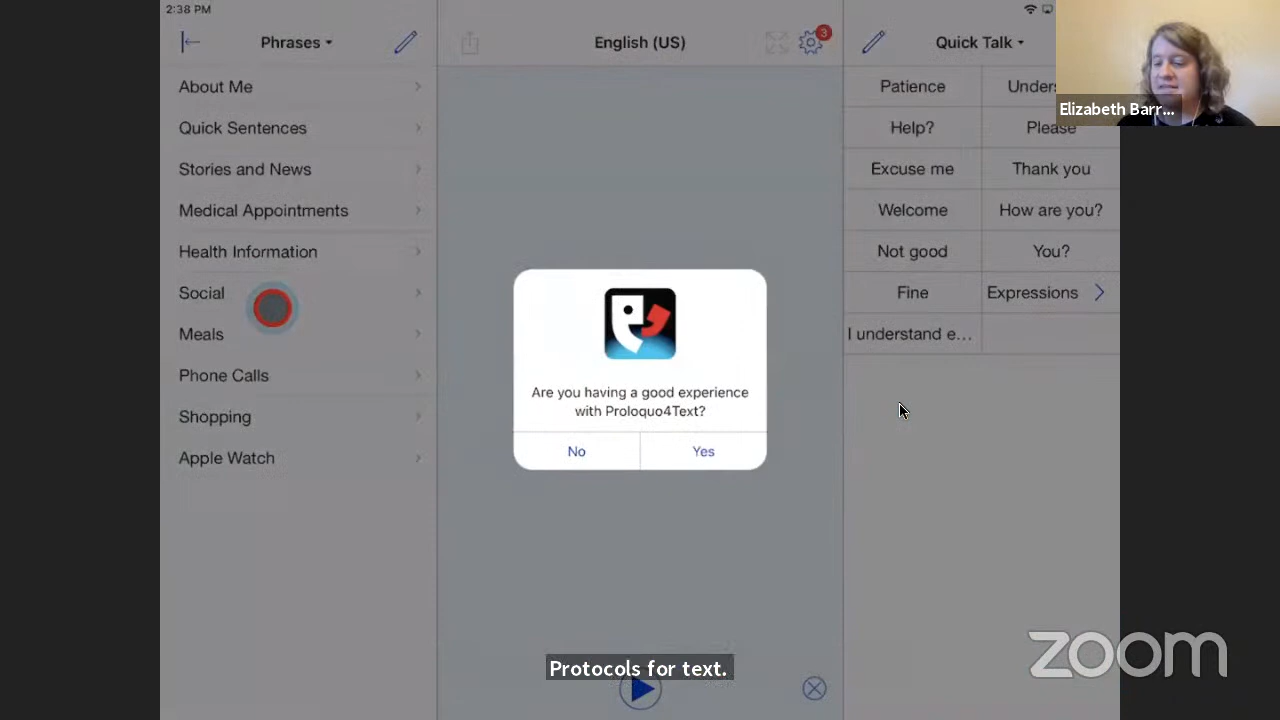 2:38 PM
Phrases
English (US)
3
Quick Talk
Elizabeth Barr...
About Me
Quick Sentences
Stories and News
Medical Appointments
Health Information
Social
Meals
Phone Calls
Shopping
Apple Watch
Patience
Unders
Help?
Please
Excuse me
Thank you
Welcome
How are you?
Not good
You?
Fine
Expressions
I understand e...
Are you having a good experience
with Proloquo4Text?
No
Yes
Protocols for text.
zoom